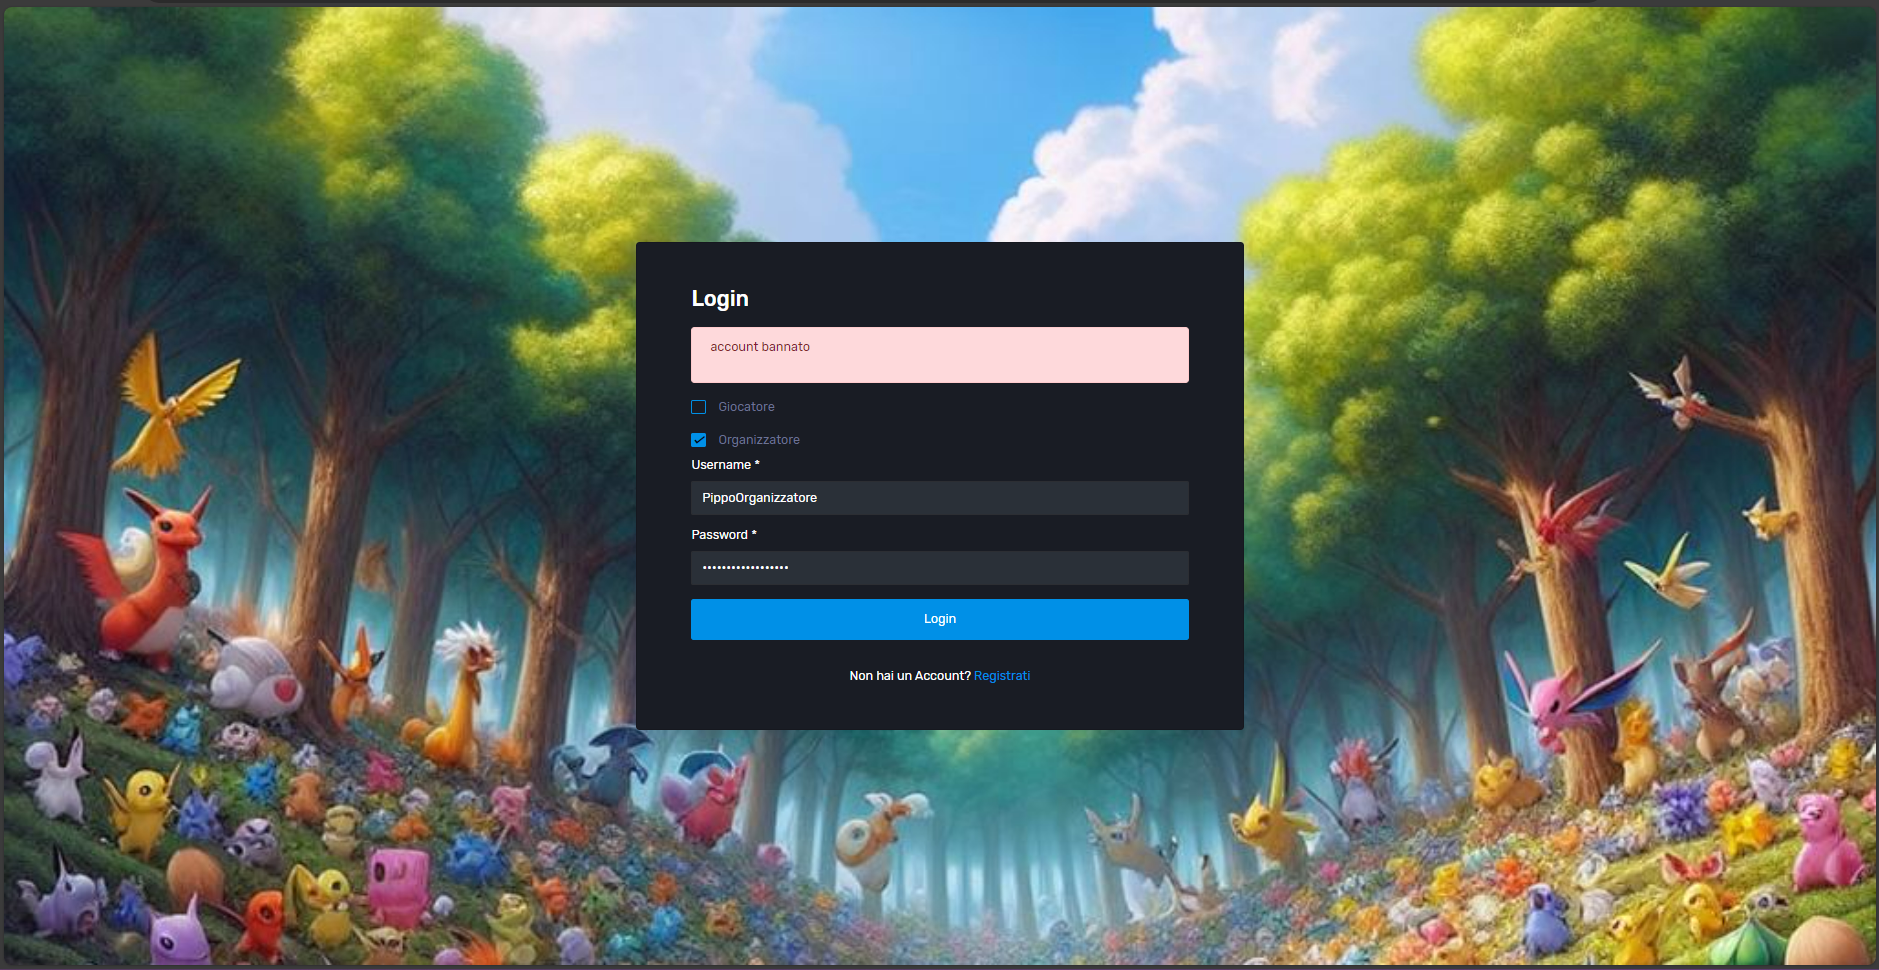 Login
account bannato
Giocatore
Organizzatore
Username *
PippoOrganizzatore
Password *
••••••••••••••••••
Login
Non hai un Account? Registrati